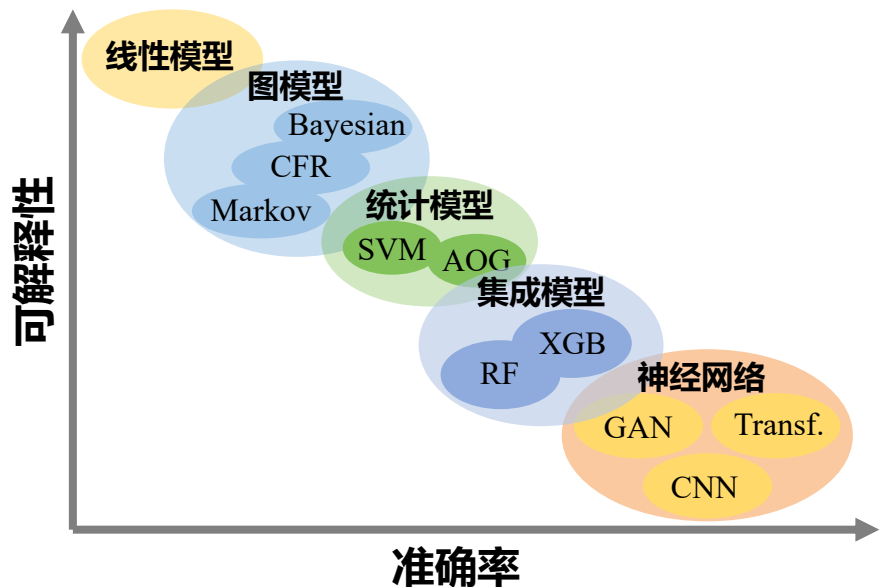 线性模型
图模型
Bayesian
CFR
Markov
统计模型
SVM
AOG
集成模型
XGB
RF
神经网络
GAN
Transf.
CNN
可解释性
准确率